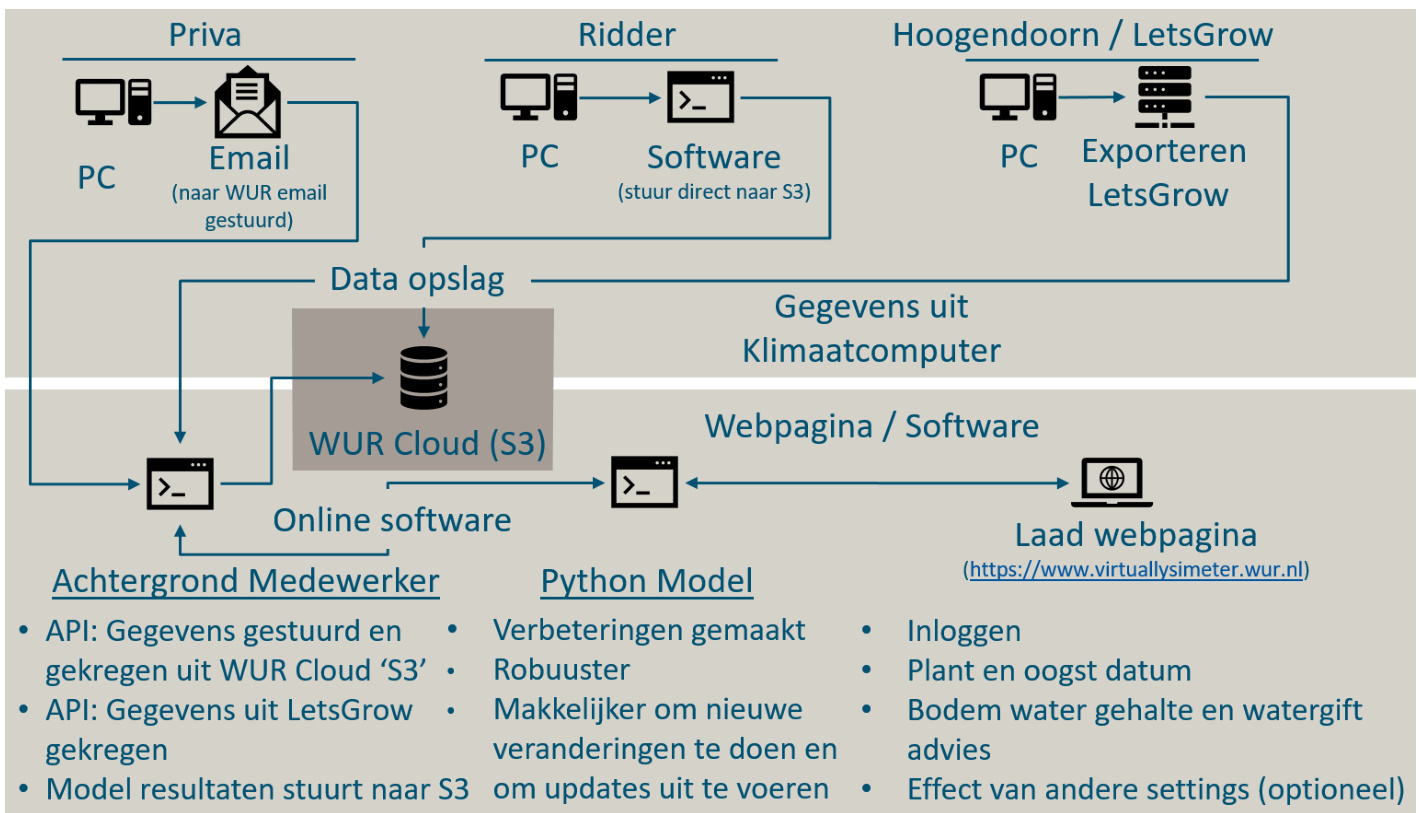 Priva
PC
Email
(naar WUR email
gestuurd)
Ridder
PC
Software
(stuur direct naar S3)
Hoogendoorn / LetsGrow
PC
Exporteren
LetsGrow
Data opslag
Gegevens uit
Klimaatcomputer
WUR Cloud (S3)
Webpagina / Software
Online software
Laad webpagina
(https://www.virtuallysimeter.wur.nl)
Achtergrond Medewerker
• API: Gegevens gestuurd en
gekregen uit WUR Cloud ‘S3’
• API: Gegevens uit LetsGrow
gekregen
• Model resultaten stuurt naar S3
Python Model
• Verbeteringen gemaakt
• Robuuster
• Makkelijker om nieuwe
veranderingen te doen en
om updates uit te voeren
• Inloggen
• Plant en oogst datum
• Bodem water gehalte en watergift
advies
• Effect van andere settings (optioneel)